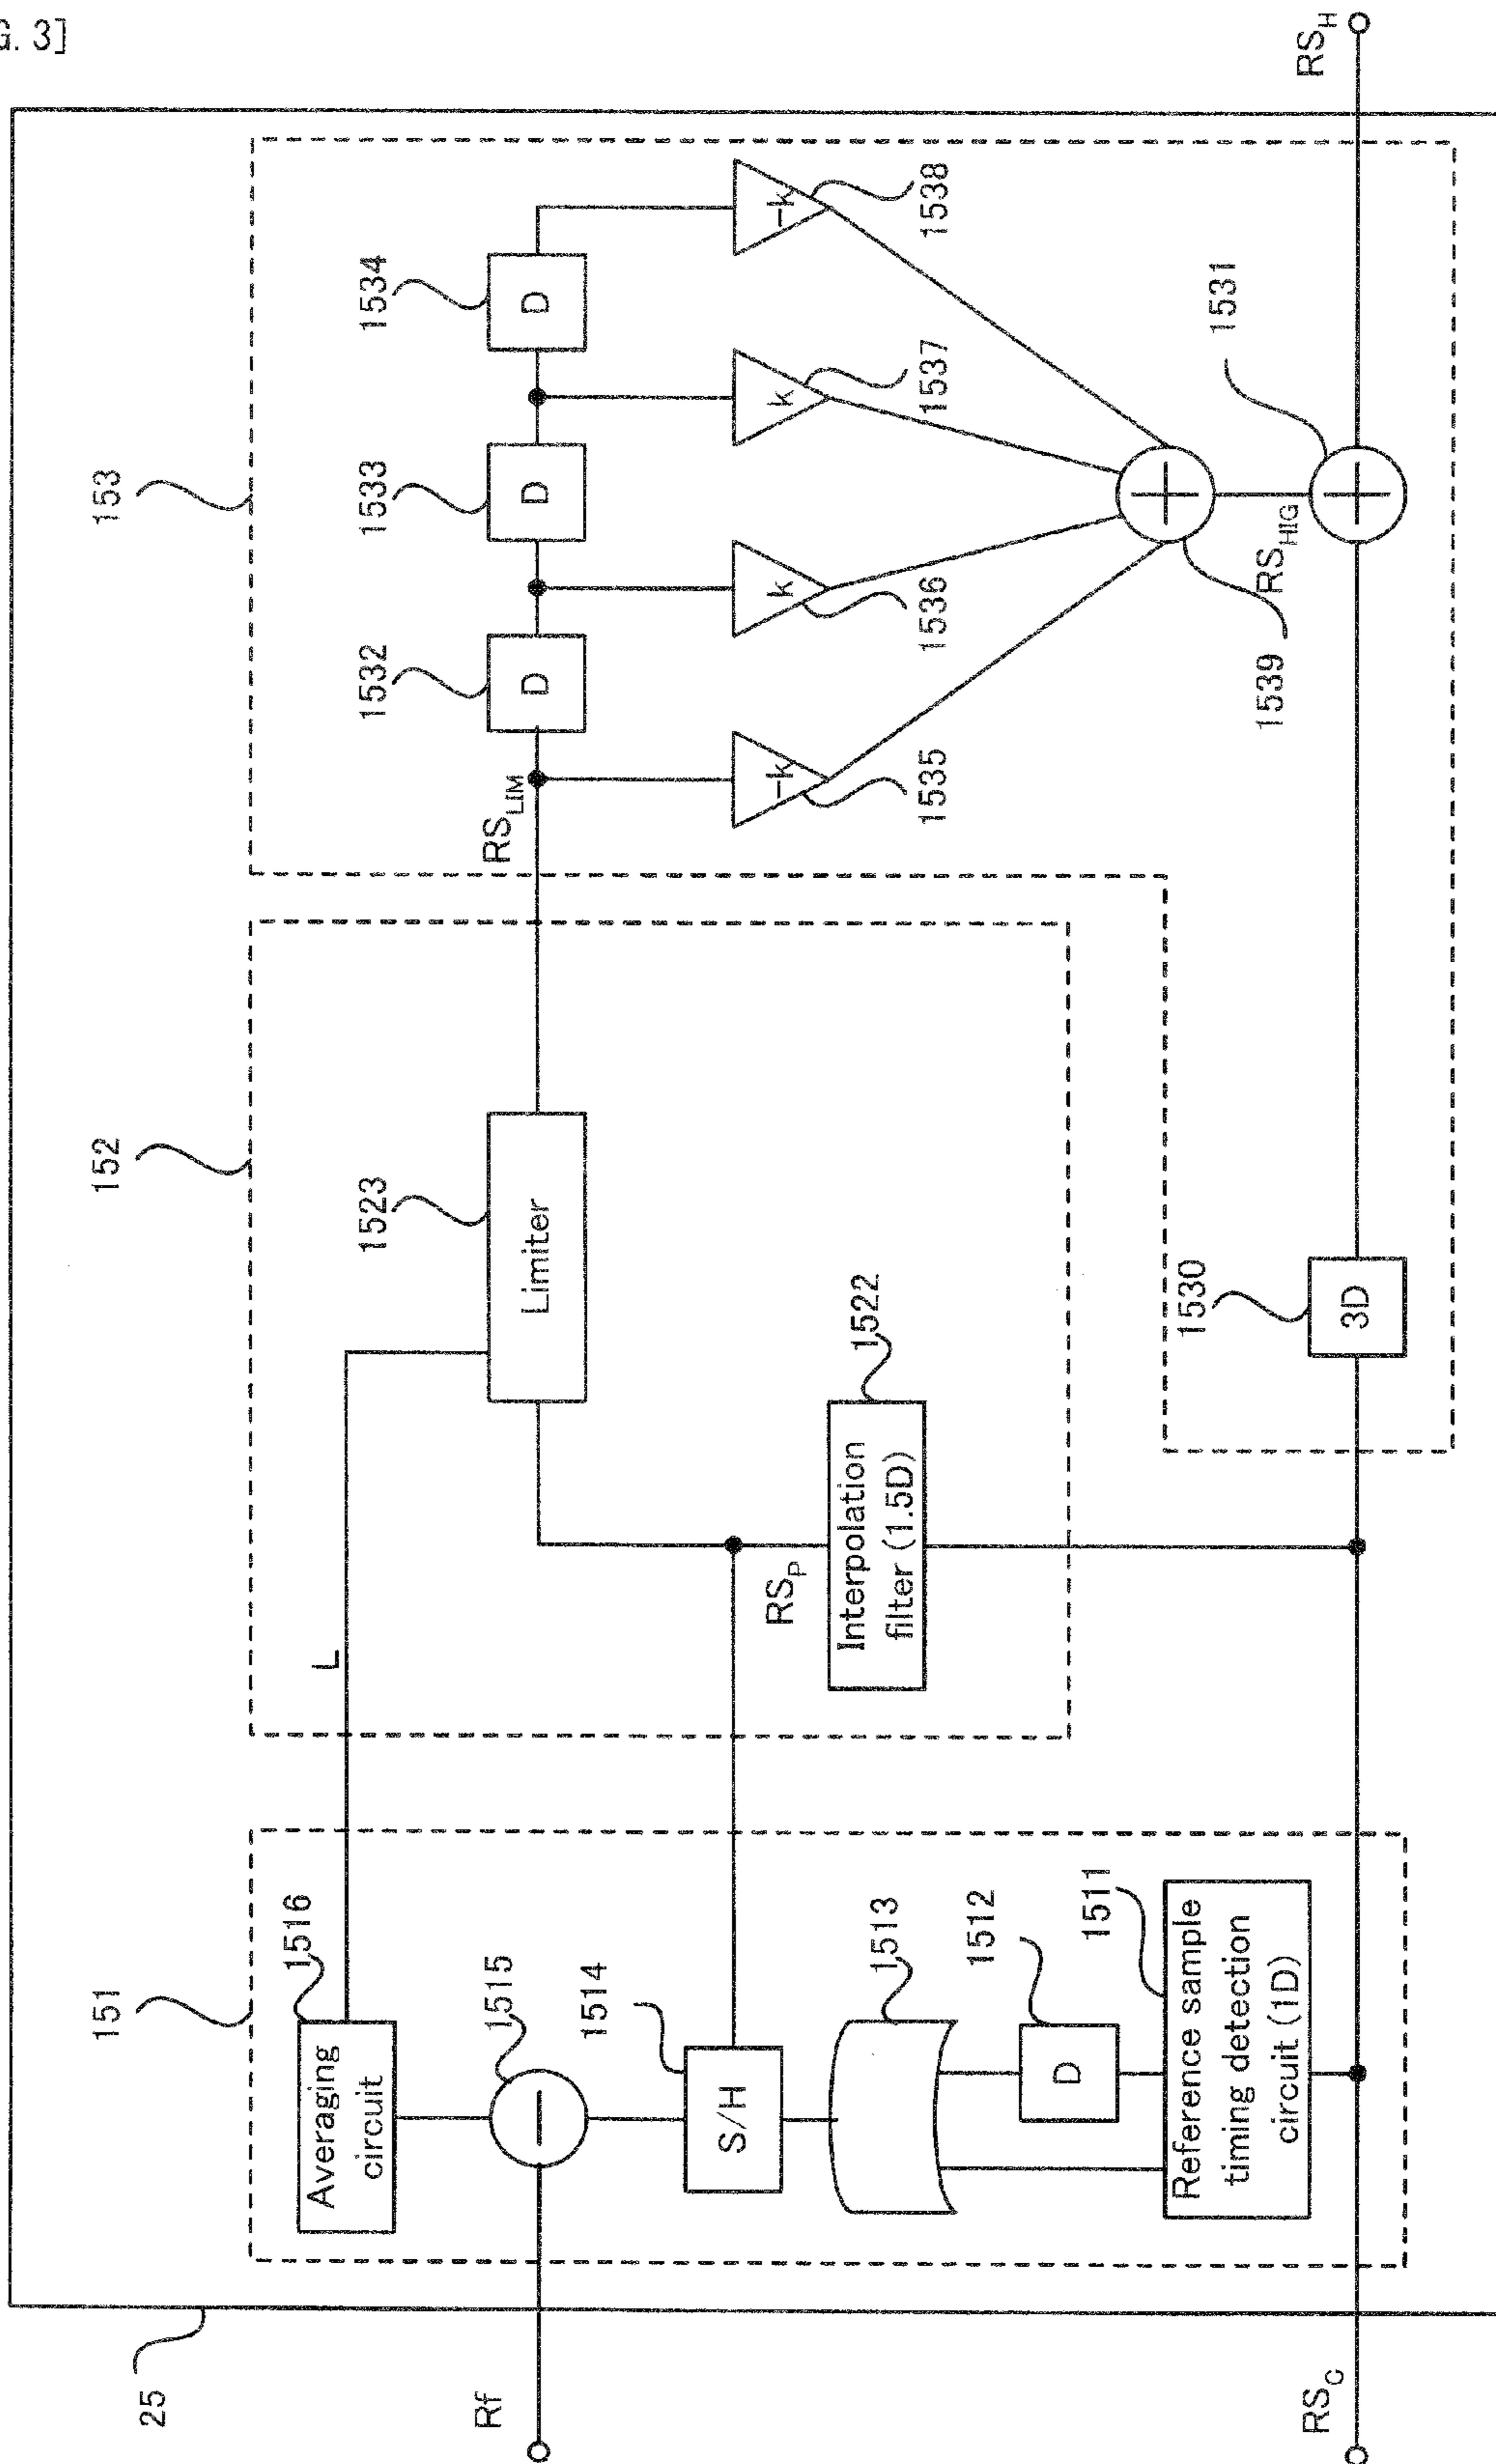 G. 3]
25
Rf
RS_C
151
1516
Averaging
circuit
1515
1514
S/H
1513
1512
D
1511
Reference sample
timing detection
circuit (1D)
152
L
1523
Limiter
RS_P
1522
Interpolation
filter (1.5D)
153
RS_LIM
1532
D
1533
D
1534
D
-k
1535
k
1536
k
1537
-k
1538
1539
RS_HIG
1531
1530
3D
RS_H